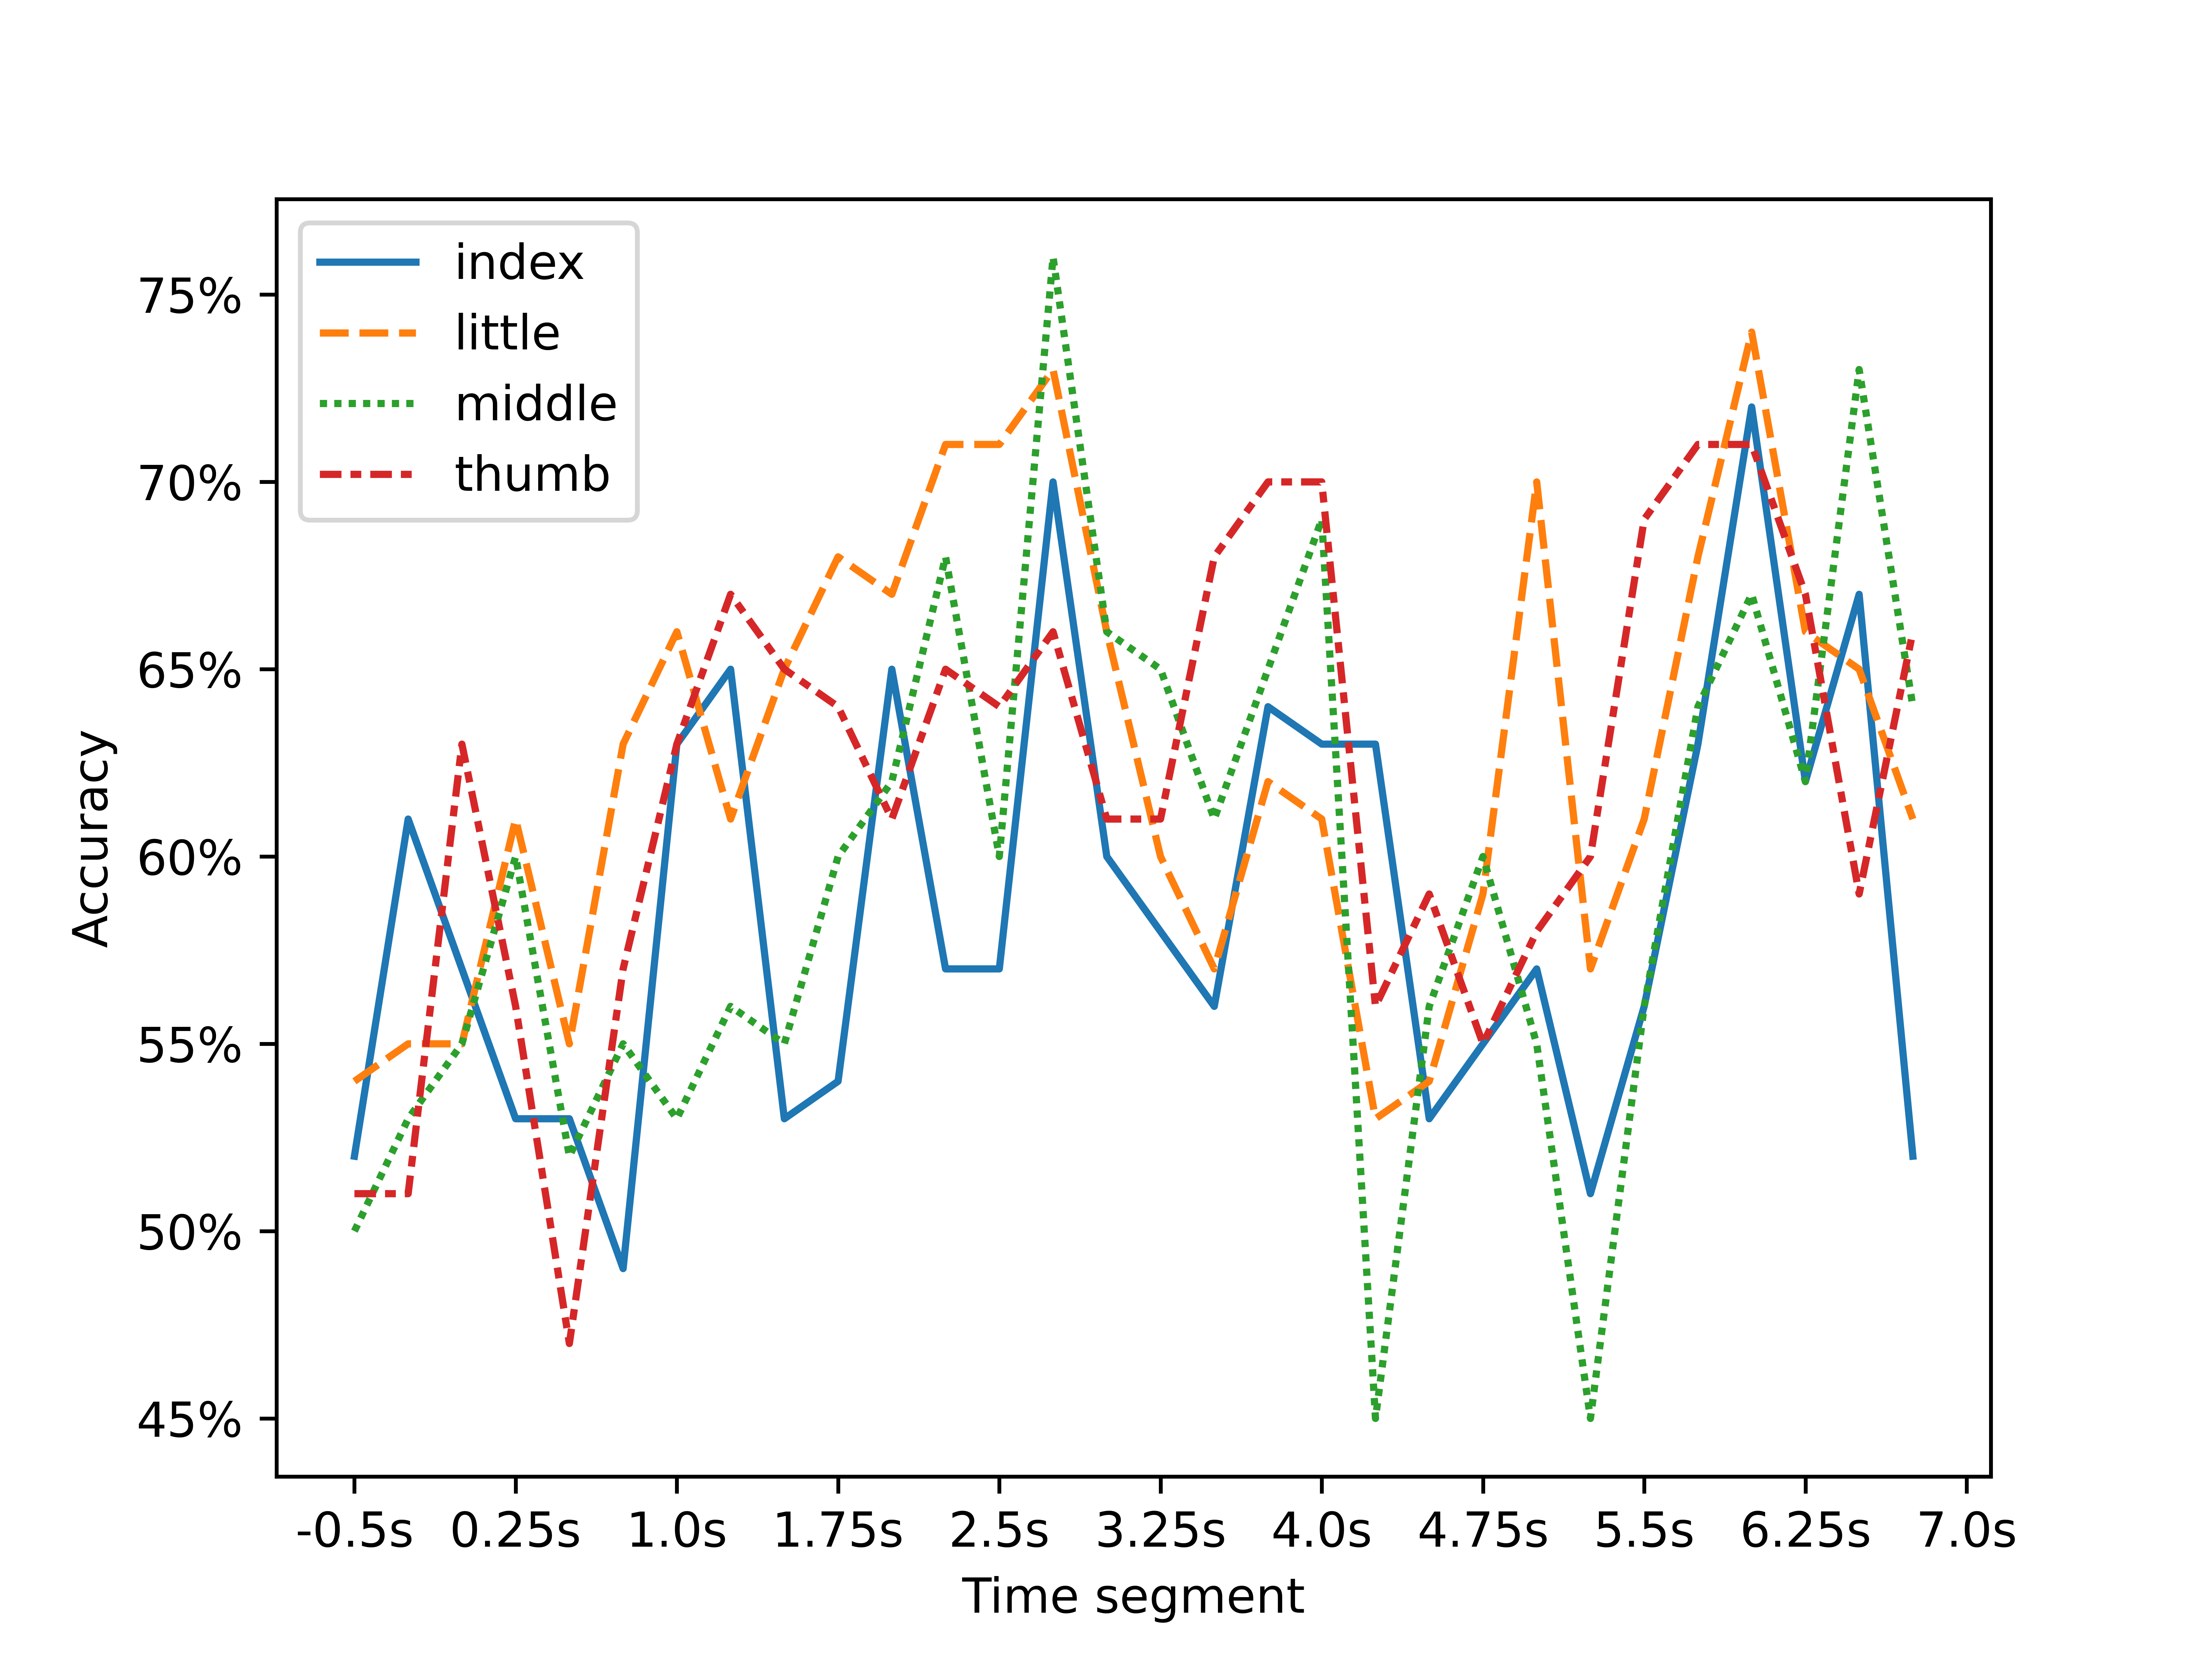 index
little
middle
thumb
75%
70%
65%
60%
55%
50%
45%
Accuracy
-0.5s 0.25s 1.0s 1.75s 2.5s 3.25s 4.0s 4.75s 5.5s 6.25s 7.0s
Time segment